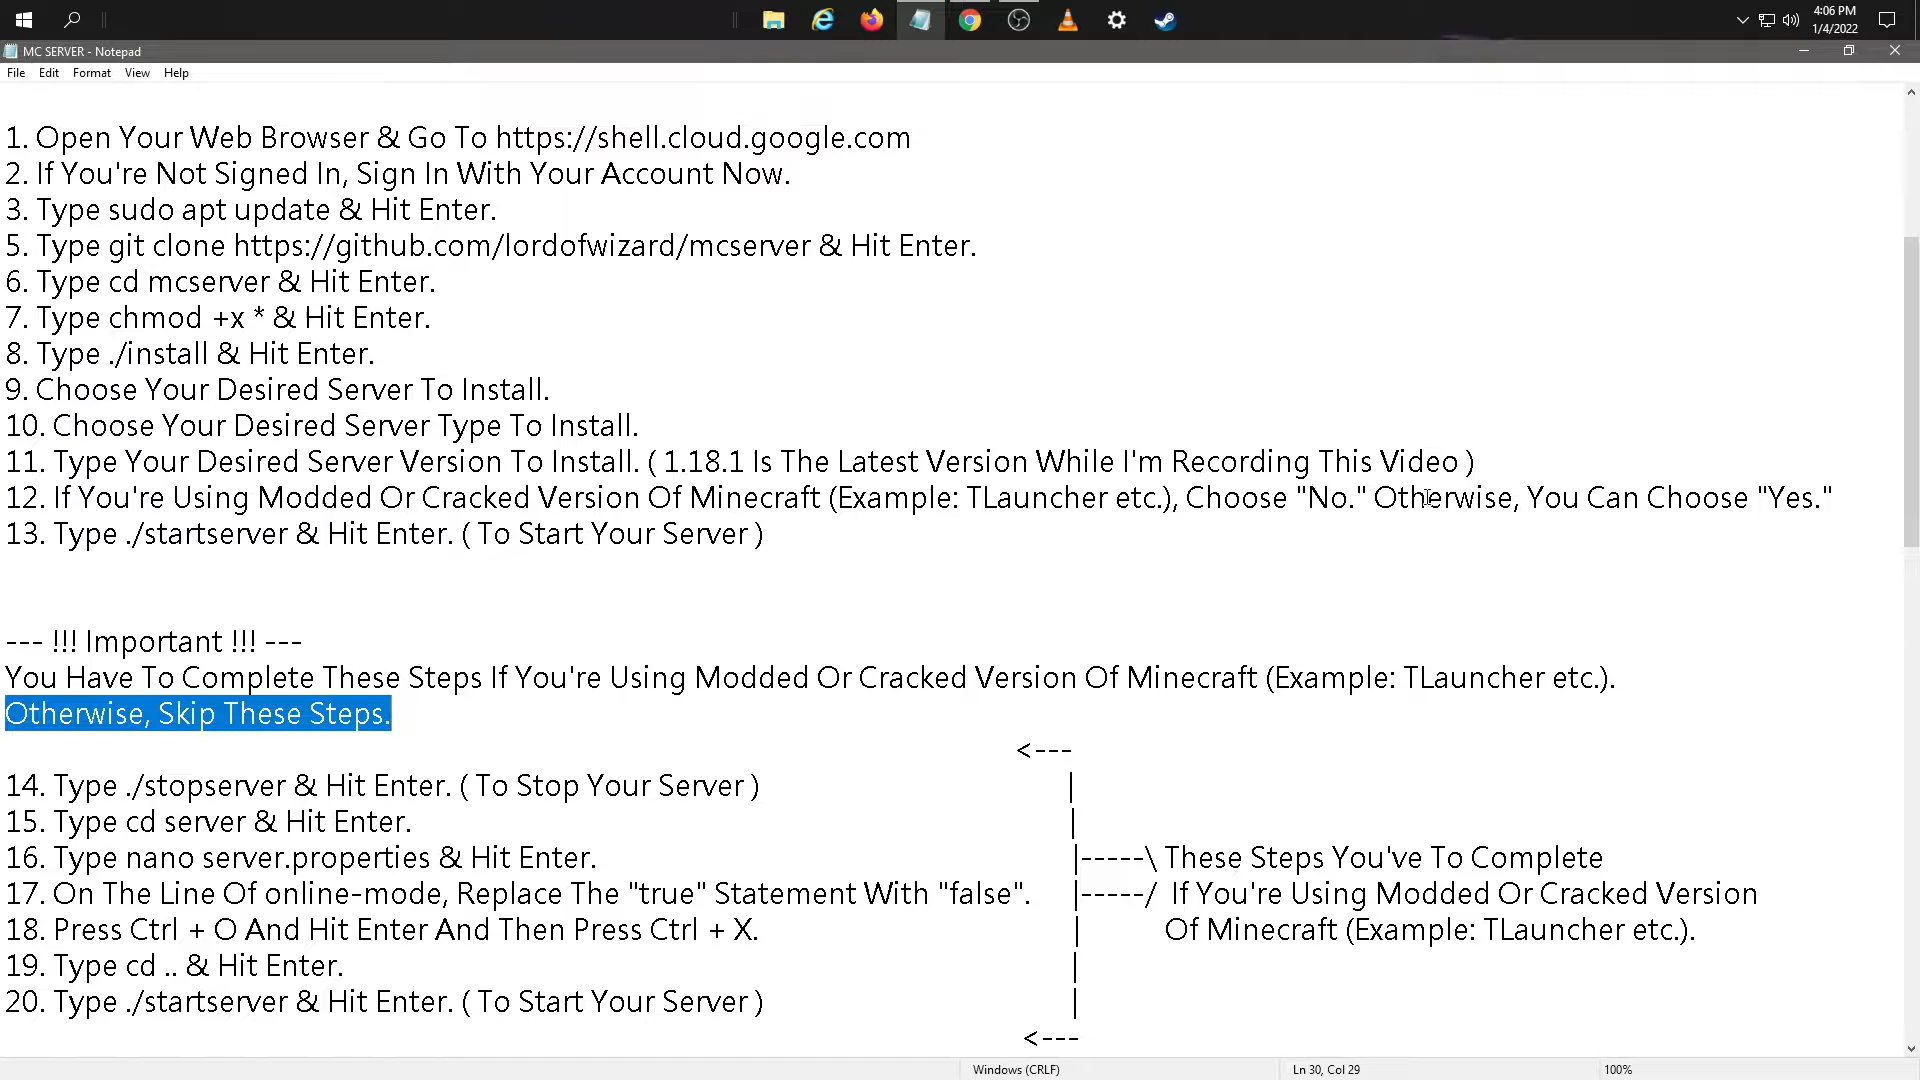 4:06 PM
1/4/2022
MC SERVER - Notepad
File Edit Format View Help
1. Open Your Web Browser & Go To https://shell.cloud.google.com
2. If You're Not Signed In, Sign In With Your Account Now.
3. Type sudo apt update & Hit Enter.
5. Type git clone https://github.com/lordofwizard/mcserver & Hit Enter.
6. Type cd mcserver & Hit Enter.
7. Type chmod +x * & Hit Enter.
8. Type ./install & Hit Enter.
9. Choose Your Desired Server To Install.
10. Choose Your Desired Server Type To Install.
11. Type Your Desired Server Version To Install. ( 1.18.1 Is The Latest Version While I'm Recording This Video )
12. If You're Using Modded Or Cracked Version Of Minecraft (Example: TLauncher etc.), Choose "No." Otherwise, You Can Choose "Yes."
13. Type ./startserver & Hit Enter. ( To Start Your Server )
--- !!! Important !!! ---
You Have To Complete These Steps If You're Using Modded Or Cracked Version Of Minecraft (Example: TLauncher etc.).
Otherwise, Skip These Steps.
<---
14. Type ./stopserver & Hit Enter. ( To Stop Your Server ) |
15. Type cd server & Hit Enter. |
16. Type nano server.properties & Hit Enter. |-----\ These Steps You've To Complete
17. On The Line Of online-mode, Replace The "true" Statement With "false". |-----/ If You're Using Modded Or Cracked Version
18. Press Ctrl + O And Hit Enter And Then Press Ctrl + X. | Of Minecraft (Example: TLauncher etc.).
19. Type cd .. & Hit Enter. |
20. Type ./startserver & Hit Enter. ( To Start Your Server ) |
<---
Windows (CRLF) Ln 30, Col 29 100%